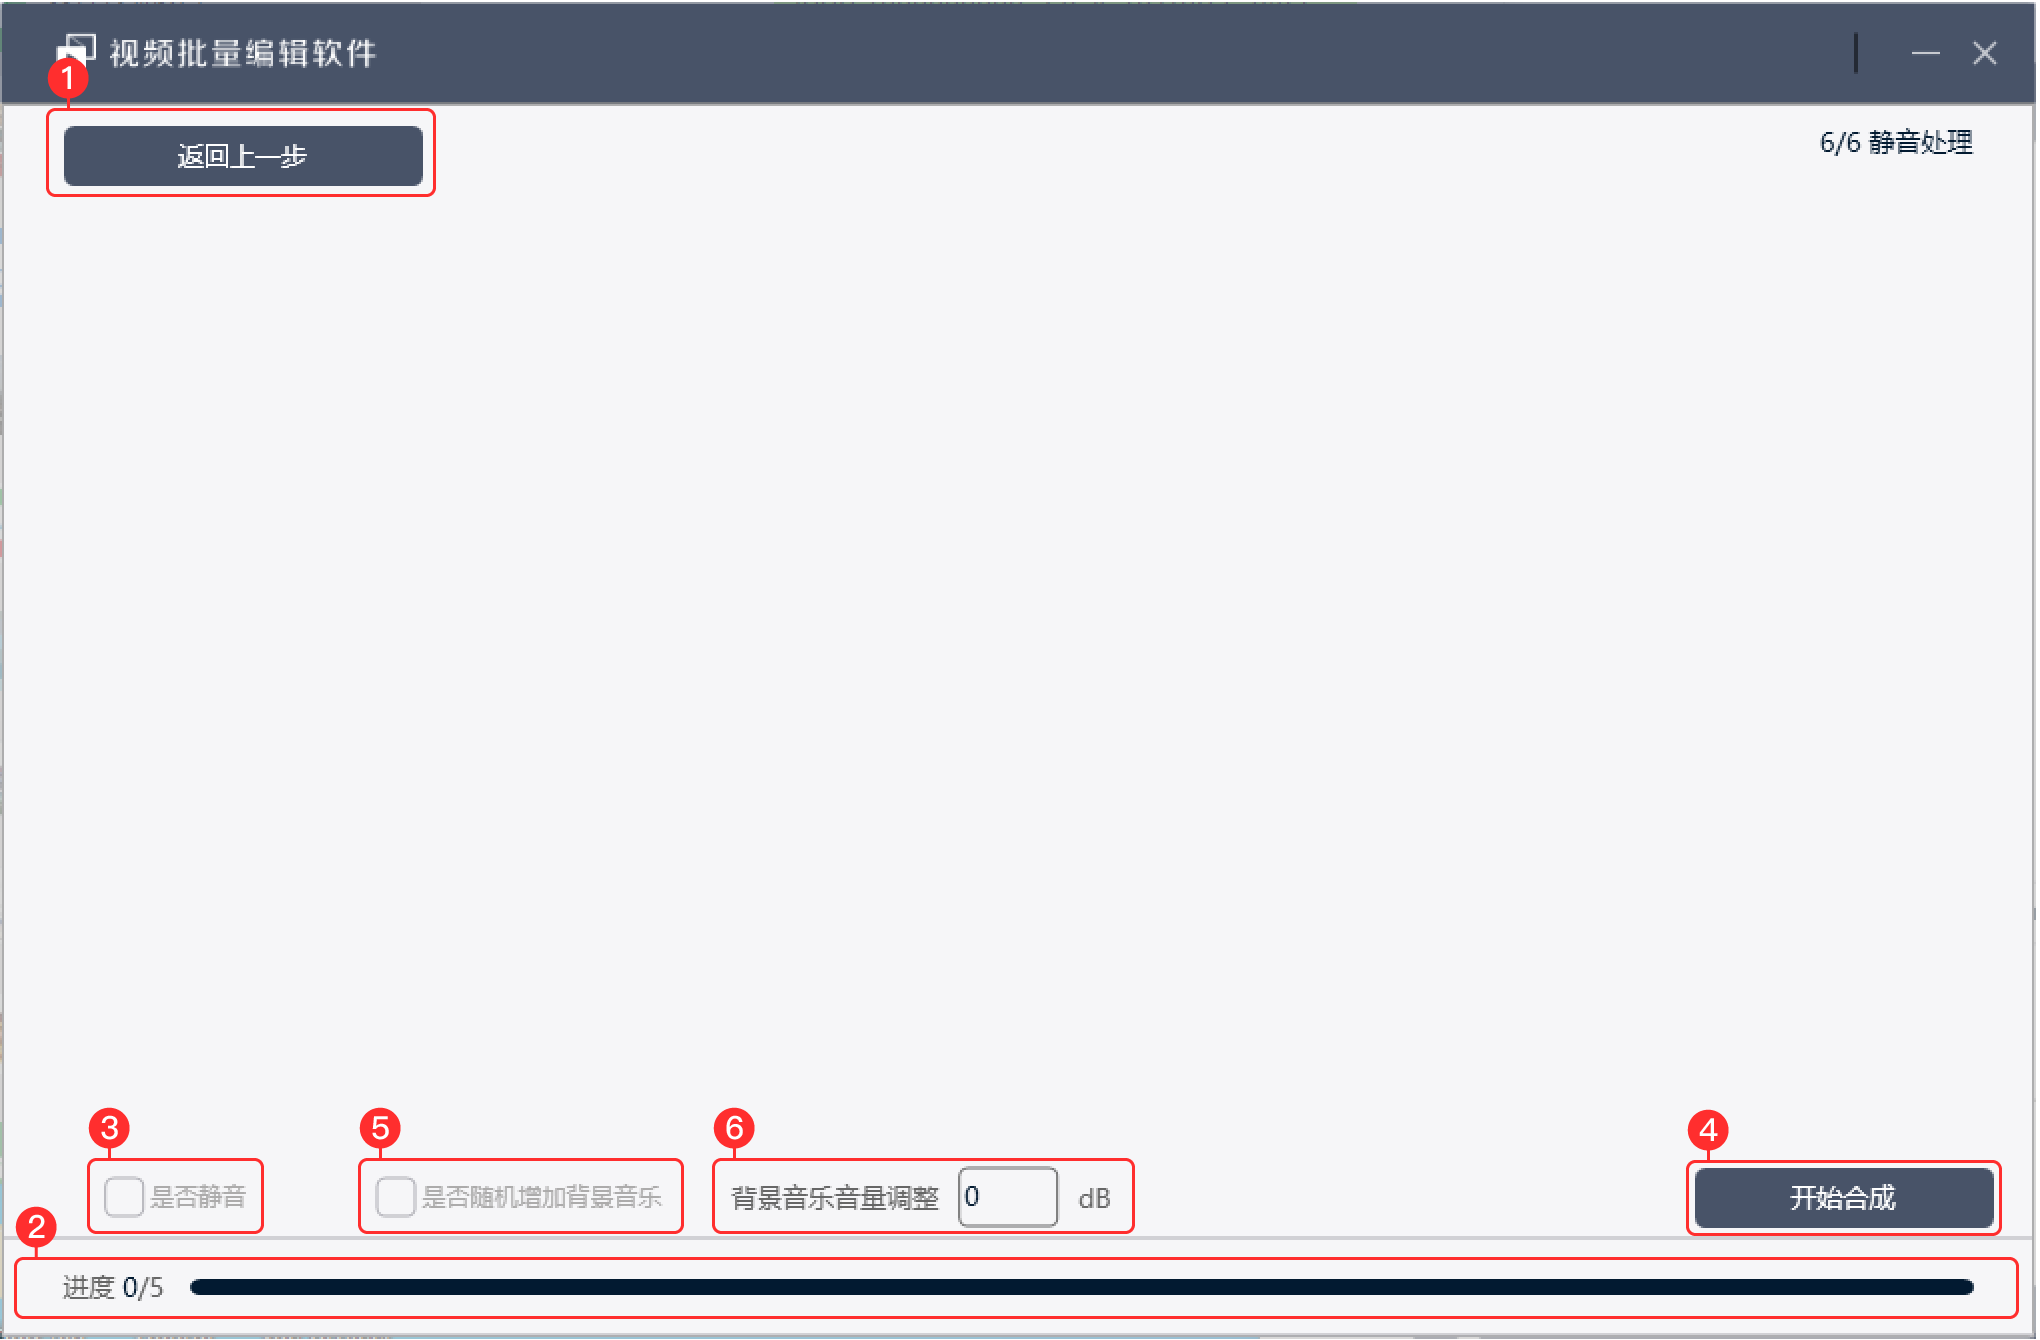 视频批量编辑软件
1
返回上一步
6/6 静音处理
3
5
6
4
是否静音
是否随机增加背景音乐
背景音乐音量调整 0 dB
开始合成
2
进度 0/5